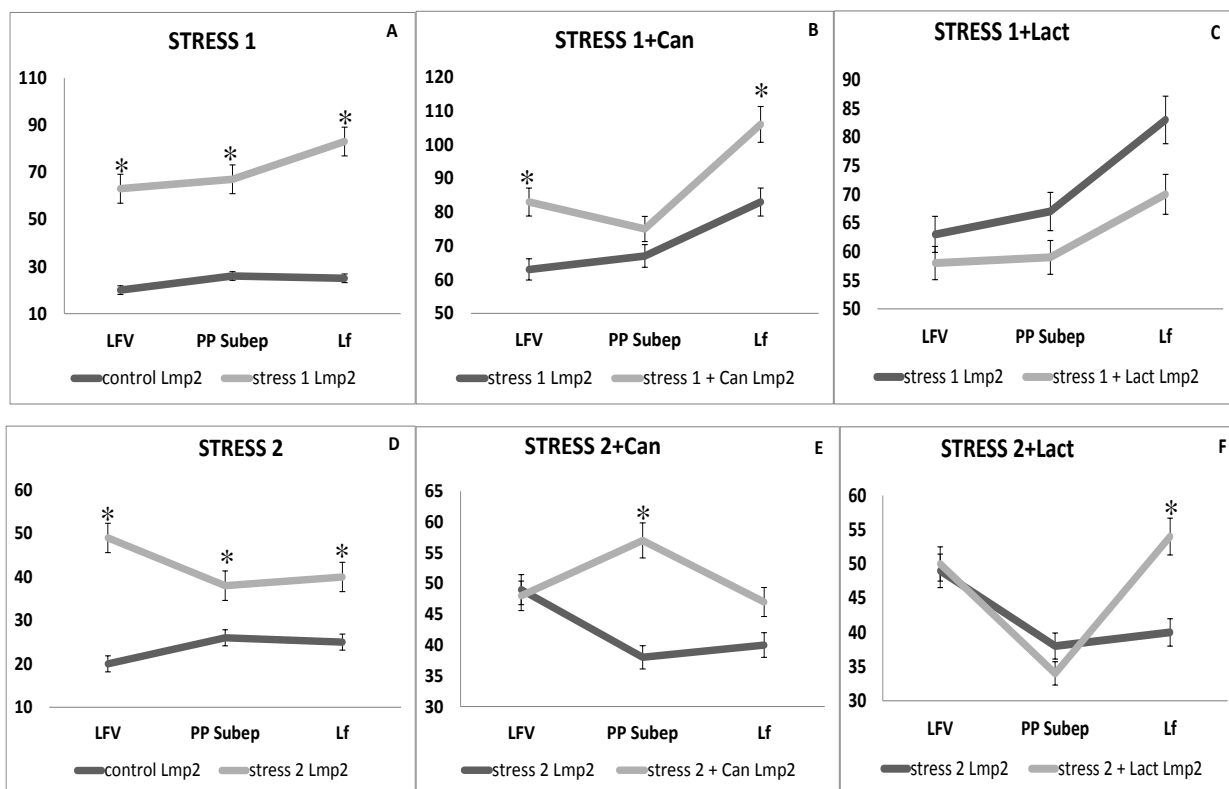 STRESS 1
A
110
90
70
50
30
10
*
*
*
LFV PP Subep Lf
control Lmp2 stress 1 Lmp2
STRESS 1+Can
B
120
110
100
90
80
70
60
50
*
*
LFV PP Subep Lf
stress 1 Lmp2 stress 1 + Can Lmp2
STRESS 1+Lact
C
90
85
80
75
70
65
60
55
50
LFV PP Subep Lf
stress 1 Lmp2 stress 1 + Lact Lmp2
STRESS 2
D
60
50
40
30
20
10
*
*
*
LFV PP Subep Lf
control Lmp2 stress 2 Lmp2
STRESS 2+Can
E
65
60
55
50
45
40
35
30
*
LFV PP Subep Lf
stress 2 Lmp2 stress 2 + Can Lmp2
STRESS 2+Lact
F
60
55
50
45
40
35
30
*
LFV PP Subep Lf
stress 2 Lmp2 stress 2 + Lact Lmp2